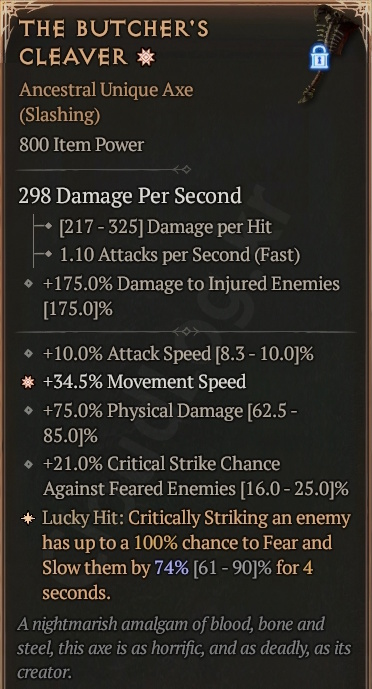 THE BUTCHER'S
CLEAVER
Ancestral Unique Axe
(Slashing)
800 Item Power
298 Damage Per Second
[217 - 325] Damage per Hit
1.10 Attacks per Second (Fast)
+175.0% Damage to Injured Enemies
[175.0]%
+10.0% Attack Speed [8.3 - 10.0]%
+34.5% Movement Speed
+75.0% Physical Damage [62.5 -
85.0]%
+21.0% Critical Strike Chance
Against Feared Enemies [16.0 - 25.0]%
Lucky Hit: Critically Striking an enemy
has up to a 100% chance to Fear and
Slow them by 74% [61 - 90]% for 4
seconds.
A nightmarish amalgam of blood, bone and
steel, this axe is as horrific, and as deadly, as its
creator.